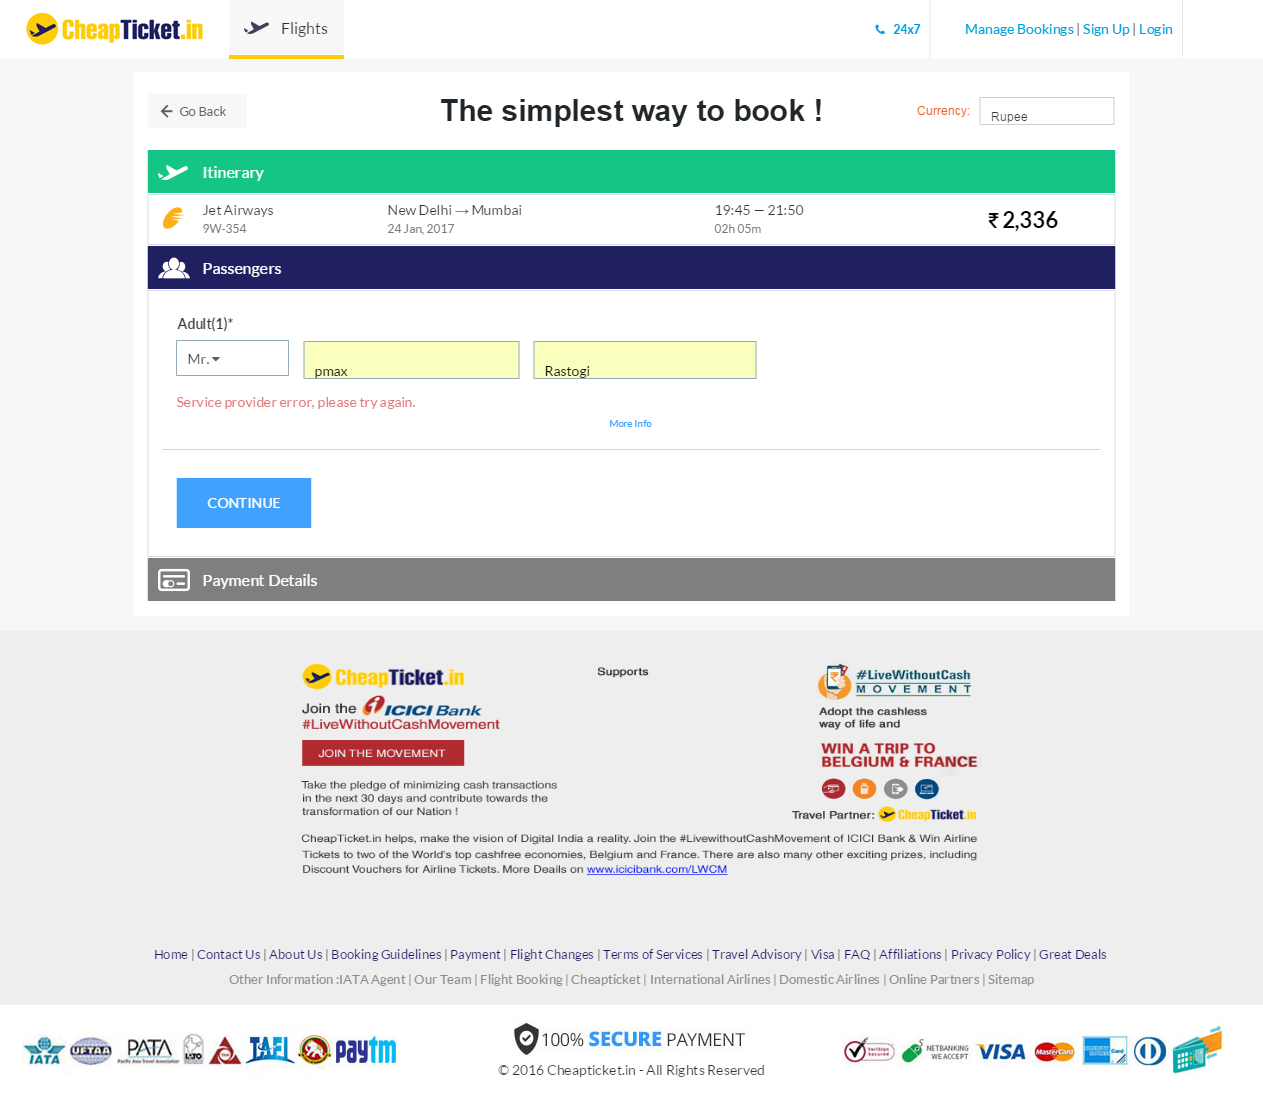 CheapTicket.in
Flights
24x7
Manage Bookings | Sign Up | Login
Go Back
The simplest way to book !
Currency:
Rupee
Itinerary
Jet Airways
New Delhi → Mumbai
19:45 — 21:50
₹ 2,336
9W-354
24 Jan, 2017
02h 05m
Passengers
Adult(1)*
Mr.
pmax
Rastogi
Service provider error, please try again.
More Info
CONTINUE
Payment Details
CheapTicket.in
Join the ICICI Bank
#LiveWithoutCashMovement
JOIN THE MOVEMENT
Take the pledge of minimizing cash transactions
in the next 30 days and contribute towards the
transformation of our Nation !
Supports
#LiveWithoutCash
MOVEMENT
Adopt the cashless
way of life and
WIN A TRIP TO
BELGIUM & FRANCE
Travel Partner: CheapTicket.in
CheapTicket.in helps, make the vision of Digital India a reality. Join the #LivewithoutCashMovement of ICICI Bank & Win Airline
Tickets to two of the World's top cashfree economies, Belgium and France. There are also many other exciting prizes, including
Discount Vouchers for Airline Tickets. More Deails on www.icicibank.com/LWCM
Home | Contact Us | About Us | Booking Guidelines | Payment | Flight Changes | Terms of Services | Travel Advisory | Visa | FAQ | Affiliations | Privacy Policy | Great Deals
Other Information :IATA Agent | Our Team | Flight Booking | Cheapticket | International Airlines | Domestic Airlines | Online Partners | Sitemap
IATA
UFTAA
PATA
Pacific Asia Travel Association
TAFI
paytm
100% SECURE PAYMENT
© 2016 Cheapticket.in - All Rights Reserved
VeriSign
Secured
NETBANKING
WE ACCEPT
VISA
MasterCard